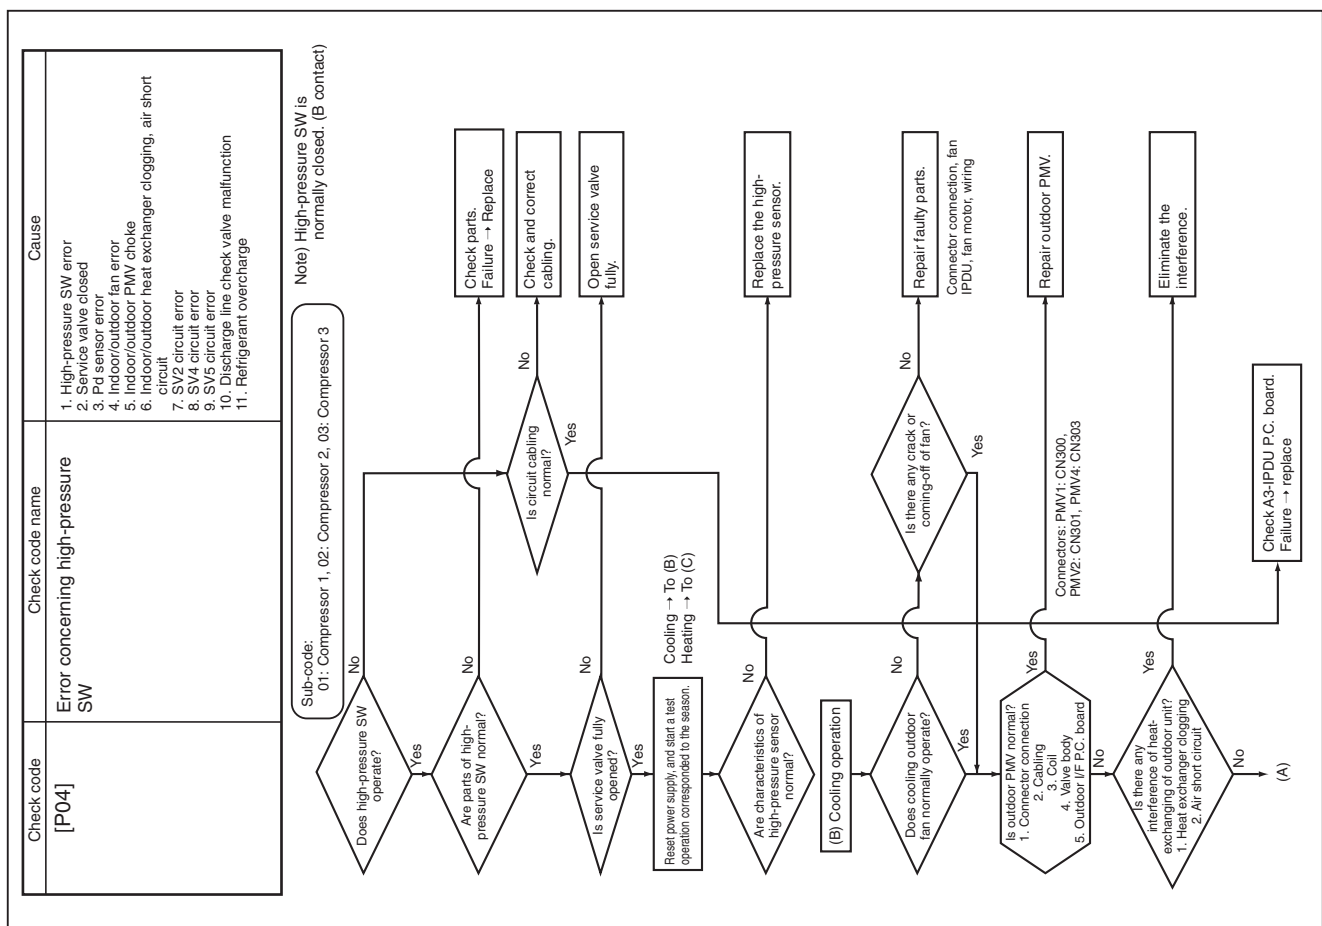 Check code
Check code name
Cause
[P04]
Error concerning high-pressure
SW
1. High-pressure SW error
2. Service valve closed
3. Pd sensor error
4. Indoor/outdoor fan error
5. Indoor/outdoor PMV choke
6. Indoor/outdoor heat exchanger clogging, air short
circuit
7. SV2 circuit error
8. SV4 circuit error
9. SV5 circuit error
10. Discharge line check valve malfunction
11. Refrigerant overcharge
Sub-code:
01: Compressor 1, 02: Compressor 2, 03: Compressor 3
Note) High-pressure SW is
normally closed. (B contact)
Does high-pressure SW
operate?
No
Yes
Are parts of high-
pressure SW normal?
No
Check parts.
Failure → Replace
Yes
Is circuit cabling
normal?
No
Check and correct
cabling.
Yes
Is service valve fully
opened?
No
Open service valve
fully.
Yes
Reset power supply, and start a test
operation corresponded to the season.
Cooling → To (B)
Heating → To (C)
Are characteristics of
high-pressure sensor
normal?
No
Replace the high-
pressure sensor.
(B) Cooling operation
Does cooling outdoor
fan normally operate?
No
Yes
Is there any crack or
coming-off of fan?
No
Yes
Repair faulty parts.
Connector connection, fan
IPDU, fan motor, wiring
Is outdoor PMV normal?
1. Connector connection
2. Cabling
3. Coil
4. Valve body
5. Outdoor I/F P.C. board
Yes
No
Connectors: PMV1: CN300,
PMV2: CN301, PMV4: CN303
Repair outdoor PMV.
Is there any
interference of heat-
exchanging of outdoor unit?
1. Heat exchanger clogging
2. Air short circuit
Yes
No
Eliminate the
interference.
(A)
Check A3-IPDU P.C. board.
Failure → replace